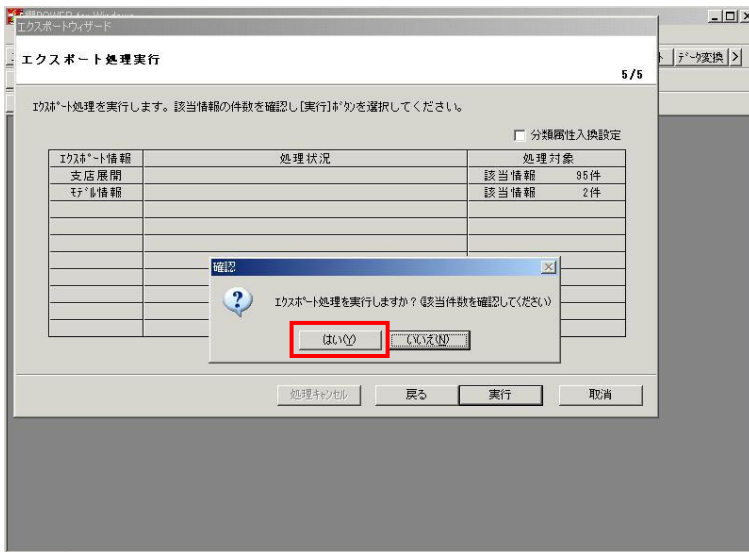 POWER for Windows
エクスポートウィザード
エクスポート処理実行
5/5
データ変換
エクスポート処理を実行します。該当情報の件数を確認し[実行]ボタンを選択してください。
分類属性入換設定
エクスポート情報 処理状況 処理対象
支店展開 該当情報 95件
モデル情報 該当情報 2件
確認
エクスポート処理を実行しますか？(該当件数を確認してください)
はい(Y) いいえ(N)
処理キャンセル 戻る 実行 取消